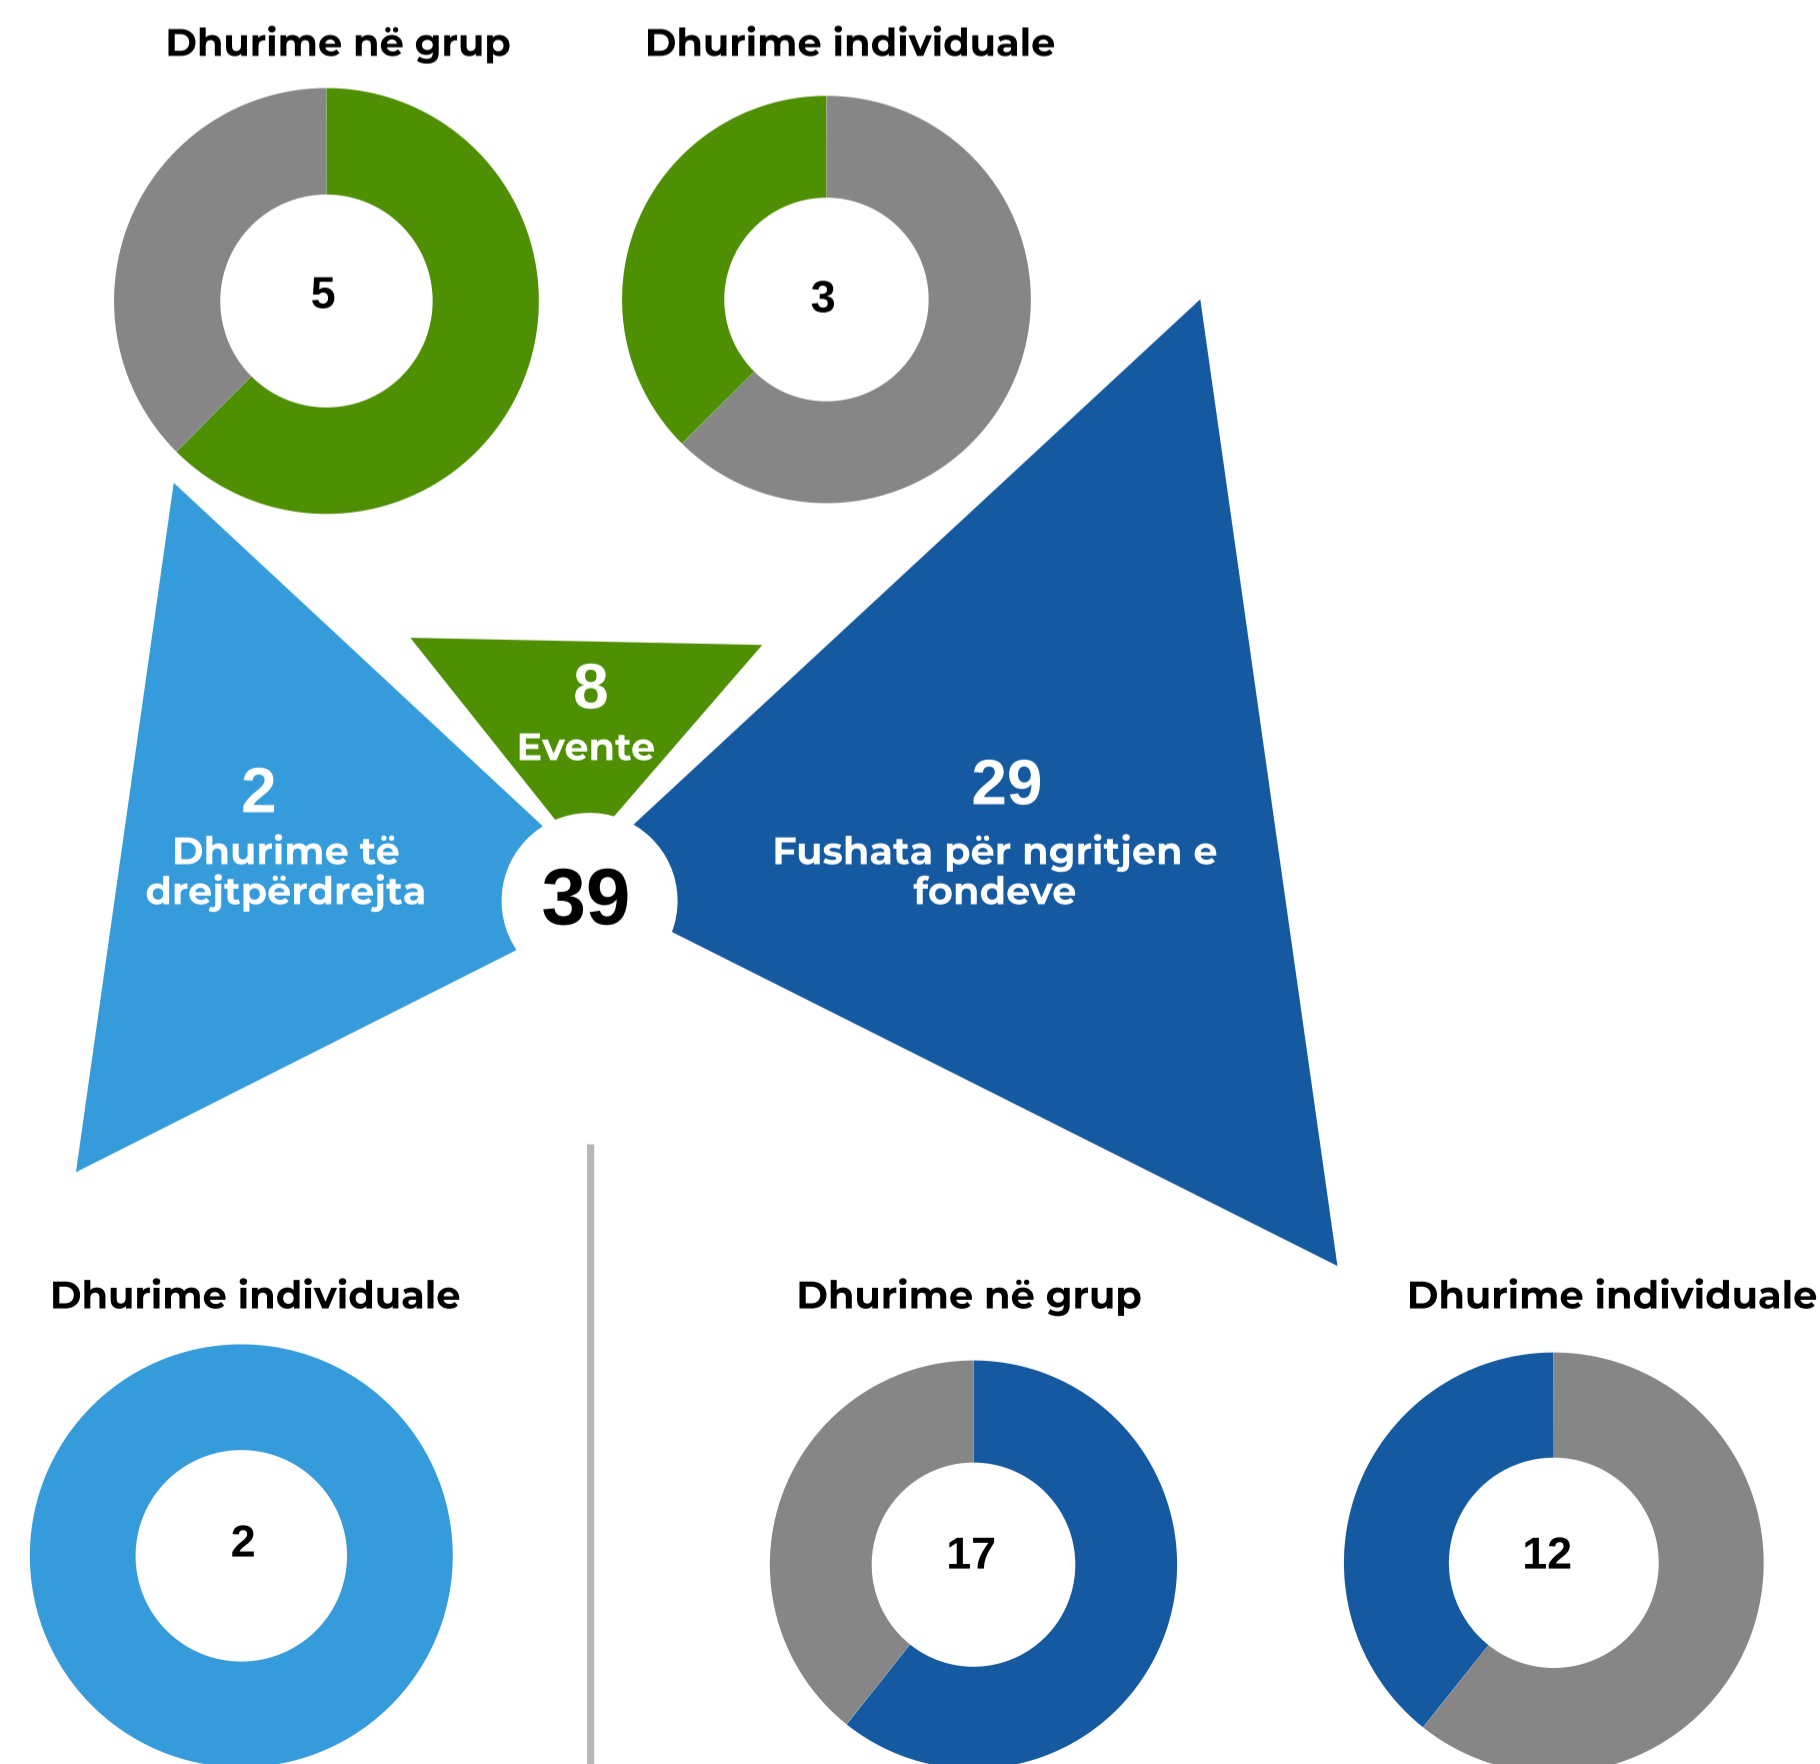 Dhurime në grup
Dhurime individuale
5
3
8
Evente
2
Dhurime të
drejtpërdrejta
39
29
Fushata për ngritjen e
fondeve
Dhurime individuale
2
Dhurime në grup
17
Dhurime individuale
12